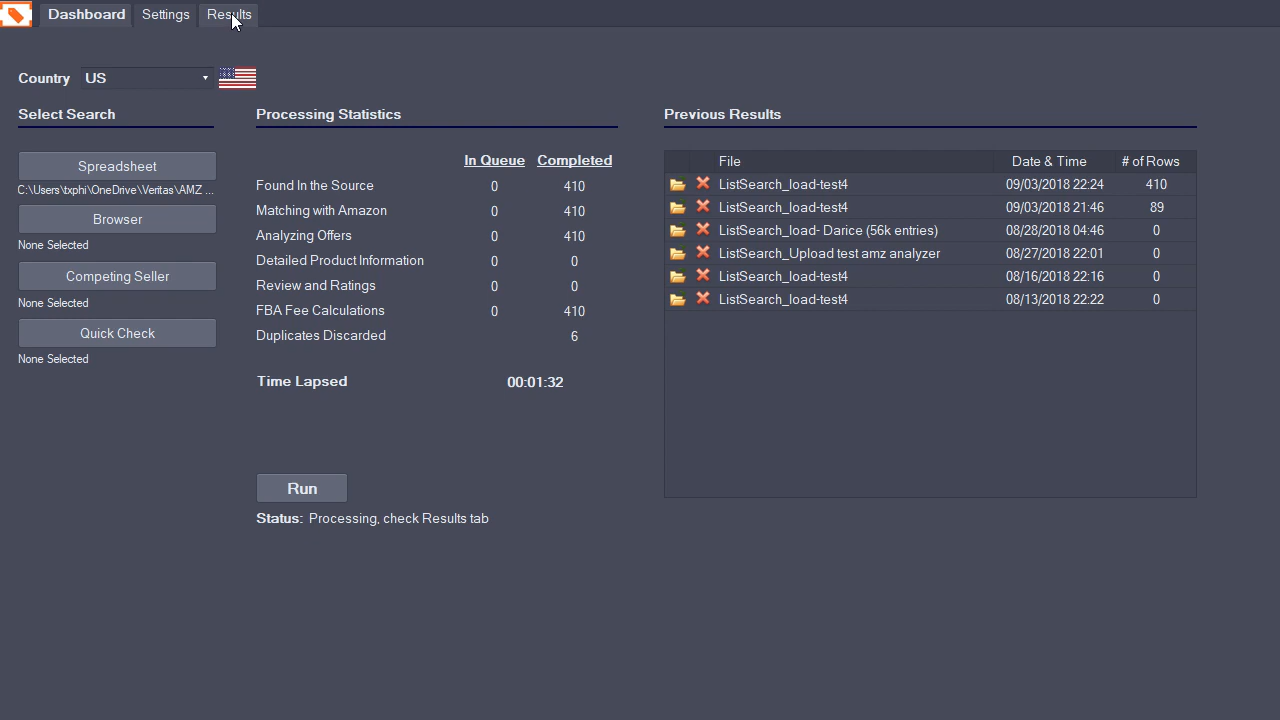 Dashboard Settings Results
Country US
Select Search Processing Statistics Previous Results
In Queue Completed
File Date & Time # of Rows
Spreadsheet
C:\Users\txphi\OneDrive\Veritas\AMZ ...
Browser
None Selected
Competing Seller
None Selected
Quick Check
None Selected
Found In the Source 0 410
Matching with Amazon 0 410
Analyzing Offers 0 410
Detailed Product Information 0 0
Review and Ratings 0 0
FBA Fee Calculations 0 410
Duplicates Discarded 6
Time Lapsed 00:01:32
Run
Status: Processing, check Results tab
ListSearch_load-test4 09/03/2018 22:24 410
ListSearch_load-test4 09/03/2018 21:46 89
ListSearch_load- Darice (56k entries) 08/28/2018 04:46 0
ListSearch_Upload test amz analyzer 08/27/2018 22:01 0
ListSearch_load-test4 08/16/2018 22:16 0
ListSearch_load-test4 08/13/2018 22:22 0